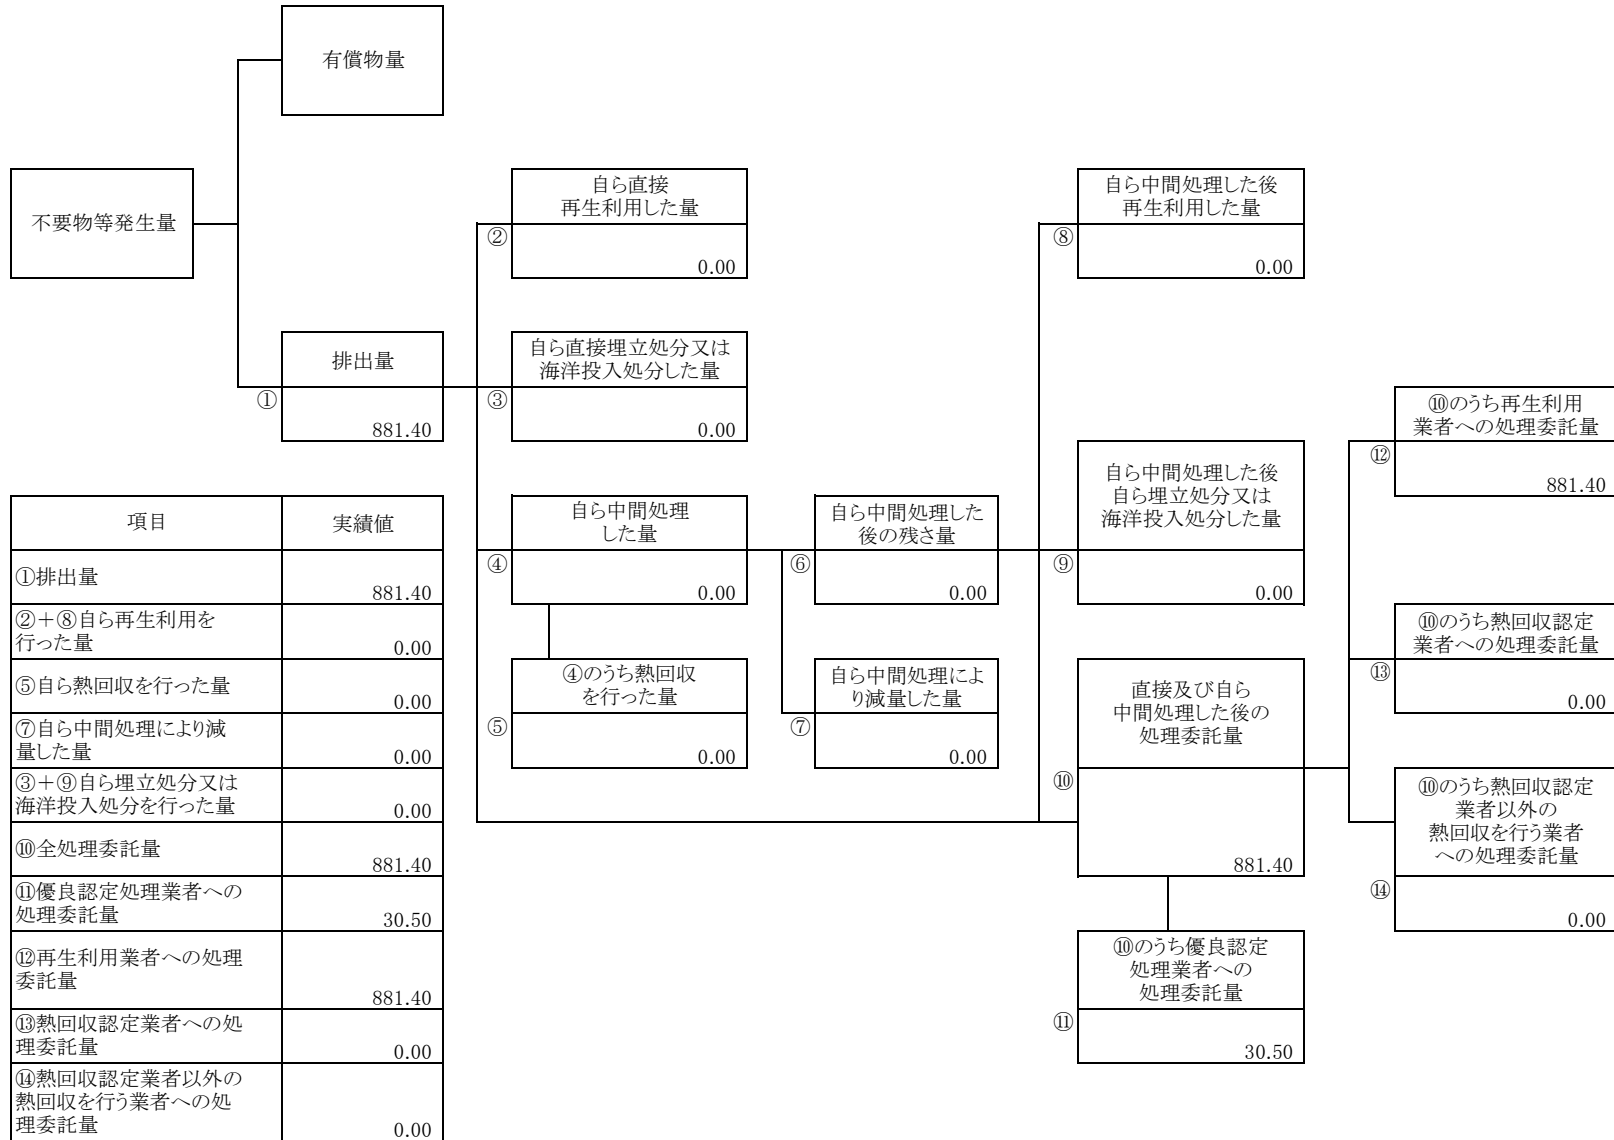 有償物量
不要物等発生量
自ら直接
再生利用した量
②
0.00
自ら中間処理した後
再生利用した量
⑧
0.00
排出量
①
881.40
自ら直接埋立処分又は
海洋投入処分した量
③
0.00
⑩のうち再生利用
業者への処理委託量
⑫
881.40
自ら中間処理
した量
④
0.00
自ら中間処理した
後の残さ量
⑥
0.00
自ら中間処理した後
自ら埋立処分又は
海洋投入処分した量
⑨
0.00
⑩のうち熱回収認定
業者への処理委託量
⑬
0.00
④のうち熱回収
を行った量
⑤
0.00
自ら中間処理によ
り減量した量
⑦
0.00
直接及び自ら
中間処理した後の
処理委託量
⑩
881.40
⑩のうち熱回収認定
業者以外の
熱回収を行う業者
への処理委託量
⑭
0.00
⑩のうち優良認定
処理業者への
処理委託量
⑪
30.50
項目 実績値
①排出量
881.40
②+⑧自ら再生利用を
行った量
0.00
⑤自ら熱回収を行った量
0.00
⑦自ら中間処理により減
量した量
0.00
③+⑨自ら埋立処分又は
海洋投入処分を行った量
0.00
⑩全処理委託量
881.40
⑪優良認定処理業者への
処理委託量
30.50
⑫再生利用業者への処理
委託量
881.40
⑬熱回収認定業者への処
理委託量
0.00
⑭熱回収認定業者以外の
熱回収を行う業者への処
理委託量
0.00